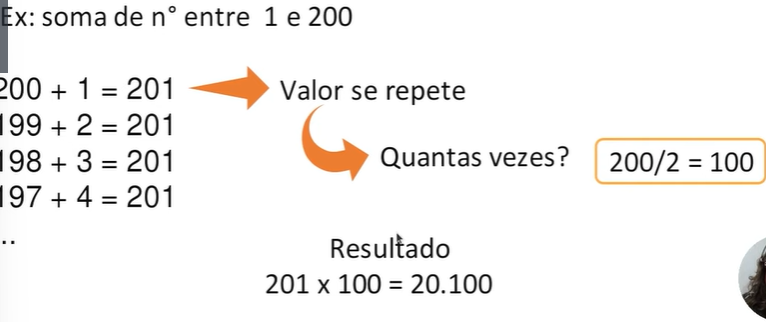 Ex: soma de n° entre 1 e 200
200 + 1 = 201
Valor se repete
199 + 2 = 201
198 + 3 = 201
Quantas vezes?
200/2 = 100
197 + 4 = 201
..
Resultado
201 x 100 = 20.100